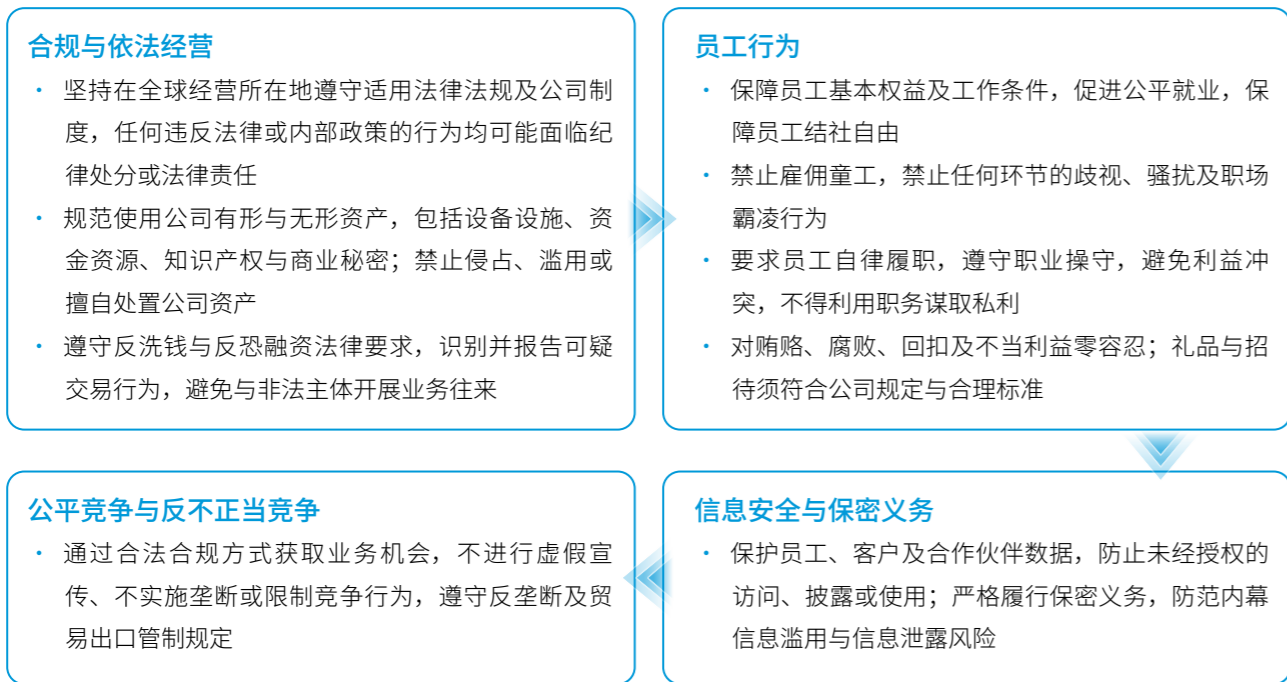 合规与依法经营
· 坚持在全球经营所在地遵守适用法律法规及公司制
度，任何违反法律或内部政策的行为均可能面临纪
律处分或法律责任
· 规范使用公司有形与无形资产，包括设备设施、资
金资源、知识产权与商业秘密；禁止侵占、滥用或
擅自处置公司资产
· 遵守反洗钱与反恐融资法律要求，识别并报告可疑
交易行为，避免与非法主体开展业务往来
员工行为
· 保障员工基本权益及工作条件，促进公平就业，保
障员工结社自由
· 禁止雇佣童工，禁止任何环节的歧视、骚扰及职场
霸凌行为
· 要求员工自律履职，遵守职业操守，避免利益冲
突，不得利用职务谋取私利
· 对贿赂、腐败、回扣及不当利益零容忍；礼品与招
待须符合公司规定与合理标准
信息安全与保密义务
· 保护员工、客户及合作伙伴数据，防止未经授权的
访问、披露或使用；严格履行保密义务，防范内幕
信息滥用与信息泄露风险
公平竞争与反不正当竞争
· 通过合法合规方式获取业务机会，不进行虚假宣
传、不实施垄断或限制竞争行为，遵守反垄断及贸
易出口管制规定